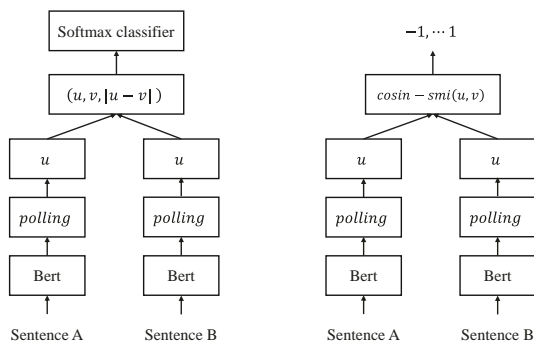 Softmax classifier
(u, v, |u − v| )
u
u
polling
polling
Bert
Bert
Sentence A
Sentence B
−1, ⋯ 1
cosin − smi(u, v)
u
u
polling
polling
Bert
Bert
Sentence A
Sentence B